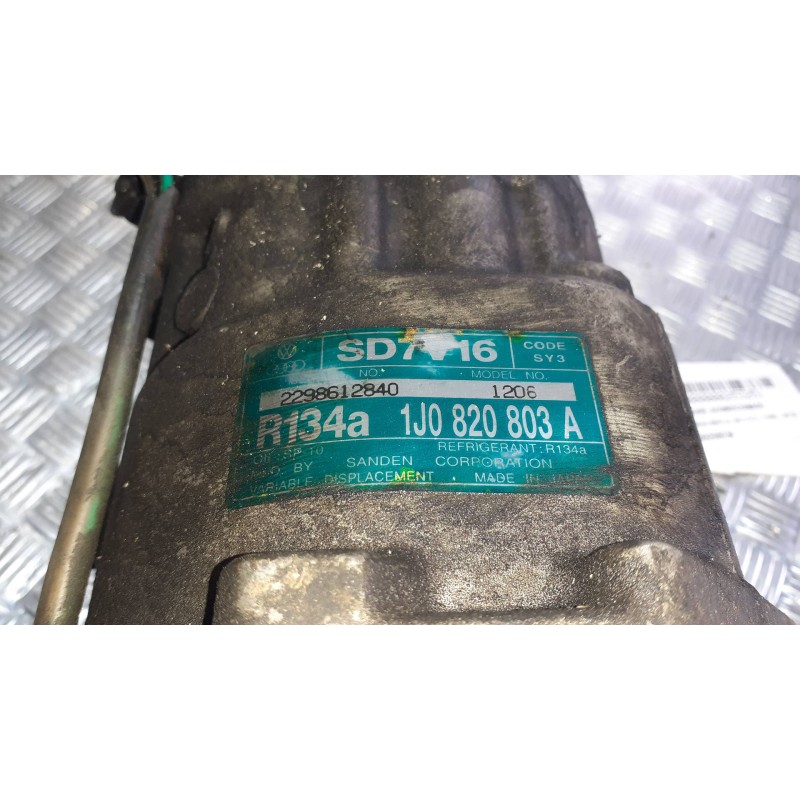 SD7V16
CODE
SY3
NO.
MODEL NO.
2298612840
1206
R134a
1J0 820 803 A
REFRIGERANT: R134a
BY SANDEN CORPORATION
VARIABLE DISPLACEMENT
MADE IN JAPAN